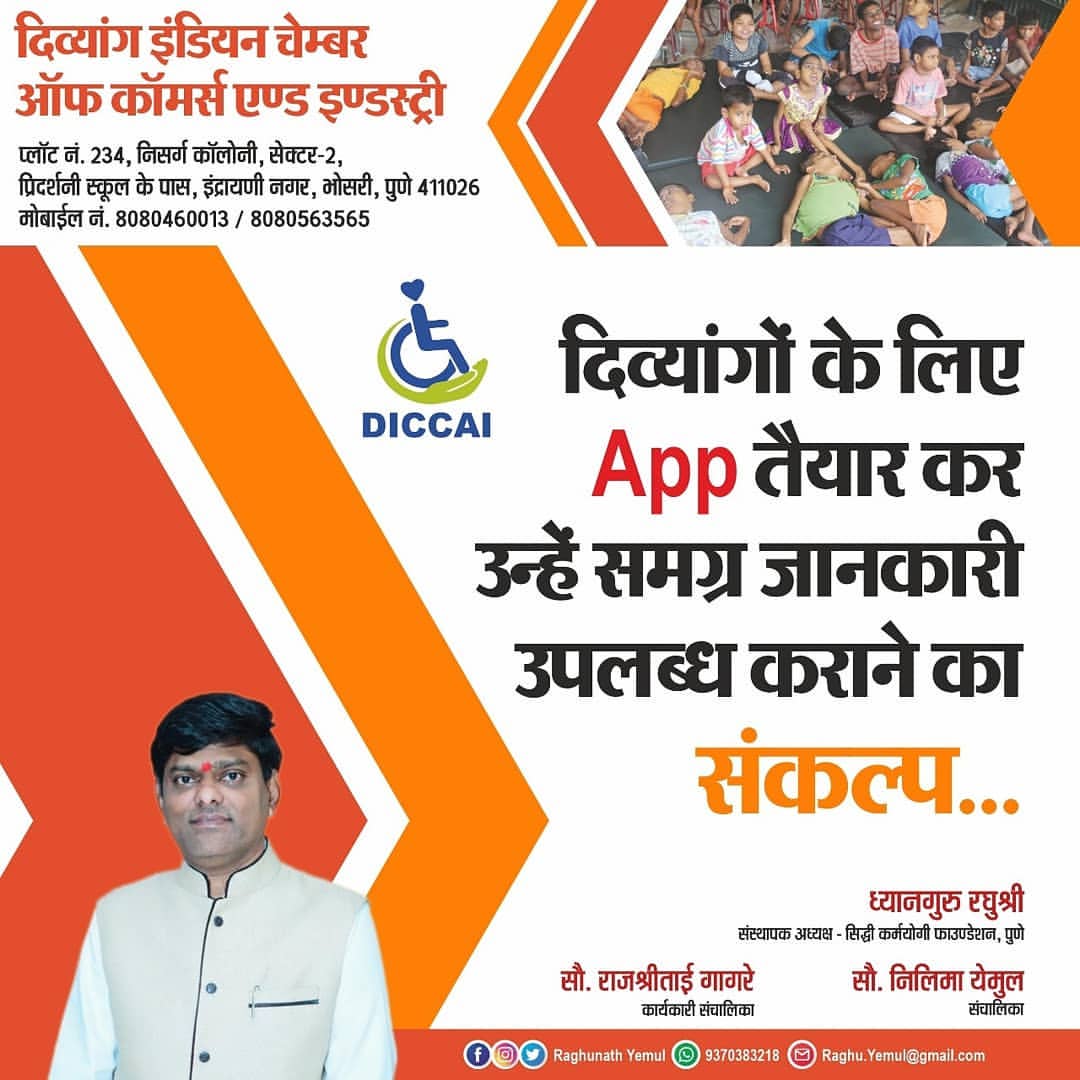 दिव्यांग इंडियन चेम्बर
ऑफ कॉमर्स एण्ड इण्डस्ट्री
प्लॉट नं. 234, निसर्ग कॉलोनी, सेक्टर-2,
प्रिदर्शनी स्कूल के पास, इंद्रायणी नगर, भोसरी, पुणे 411026
मोबाईल नं. 8080460013 / 8080563565
DICCAI
दिव्यांगों के लिए
App तैयार कर
उन्हें समग्र जानकारी
उपलब्ध कराने का
संकल्प...
ध्यानगुरु रघुश्री
संस्थापक अध्यक्ष - सिद्धी कर्मयोगी फाउण्डेशन, पुणे
सौ. राजश्रीताई गागरे
कार्यकारी संचालिका
सौ. निलिमा येमुल
संचालिका
Raghunath Yemul 9370383218 Raghu.Yemul@gmail.com